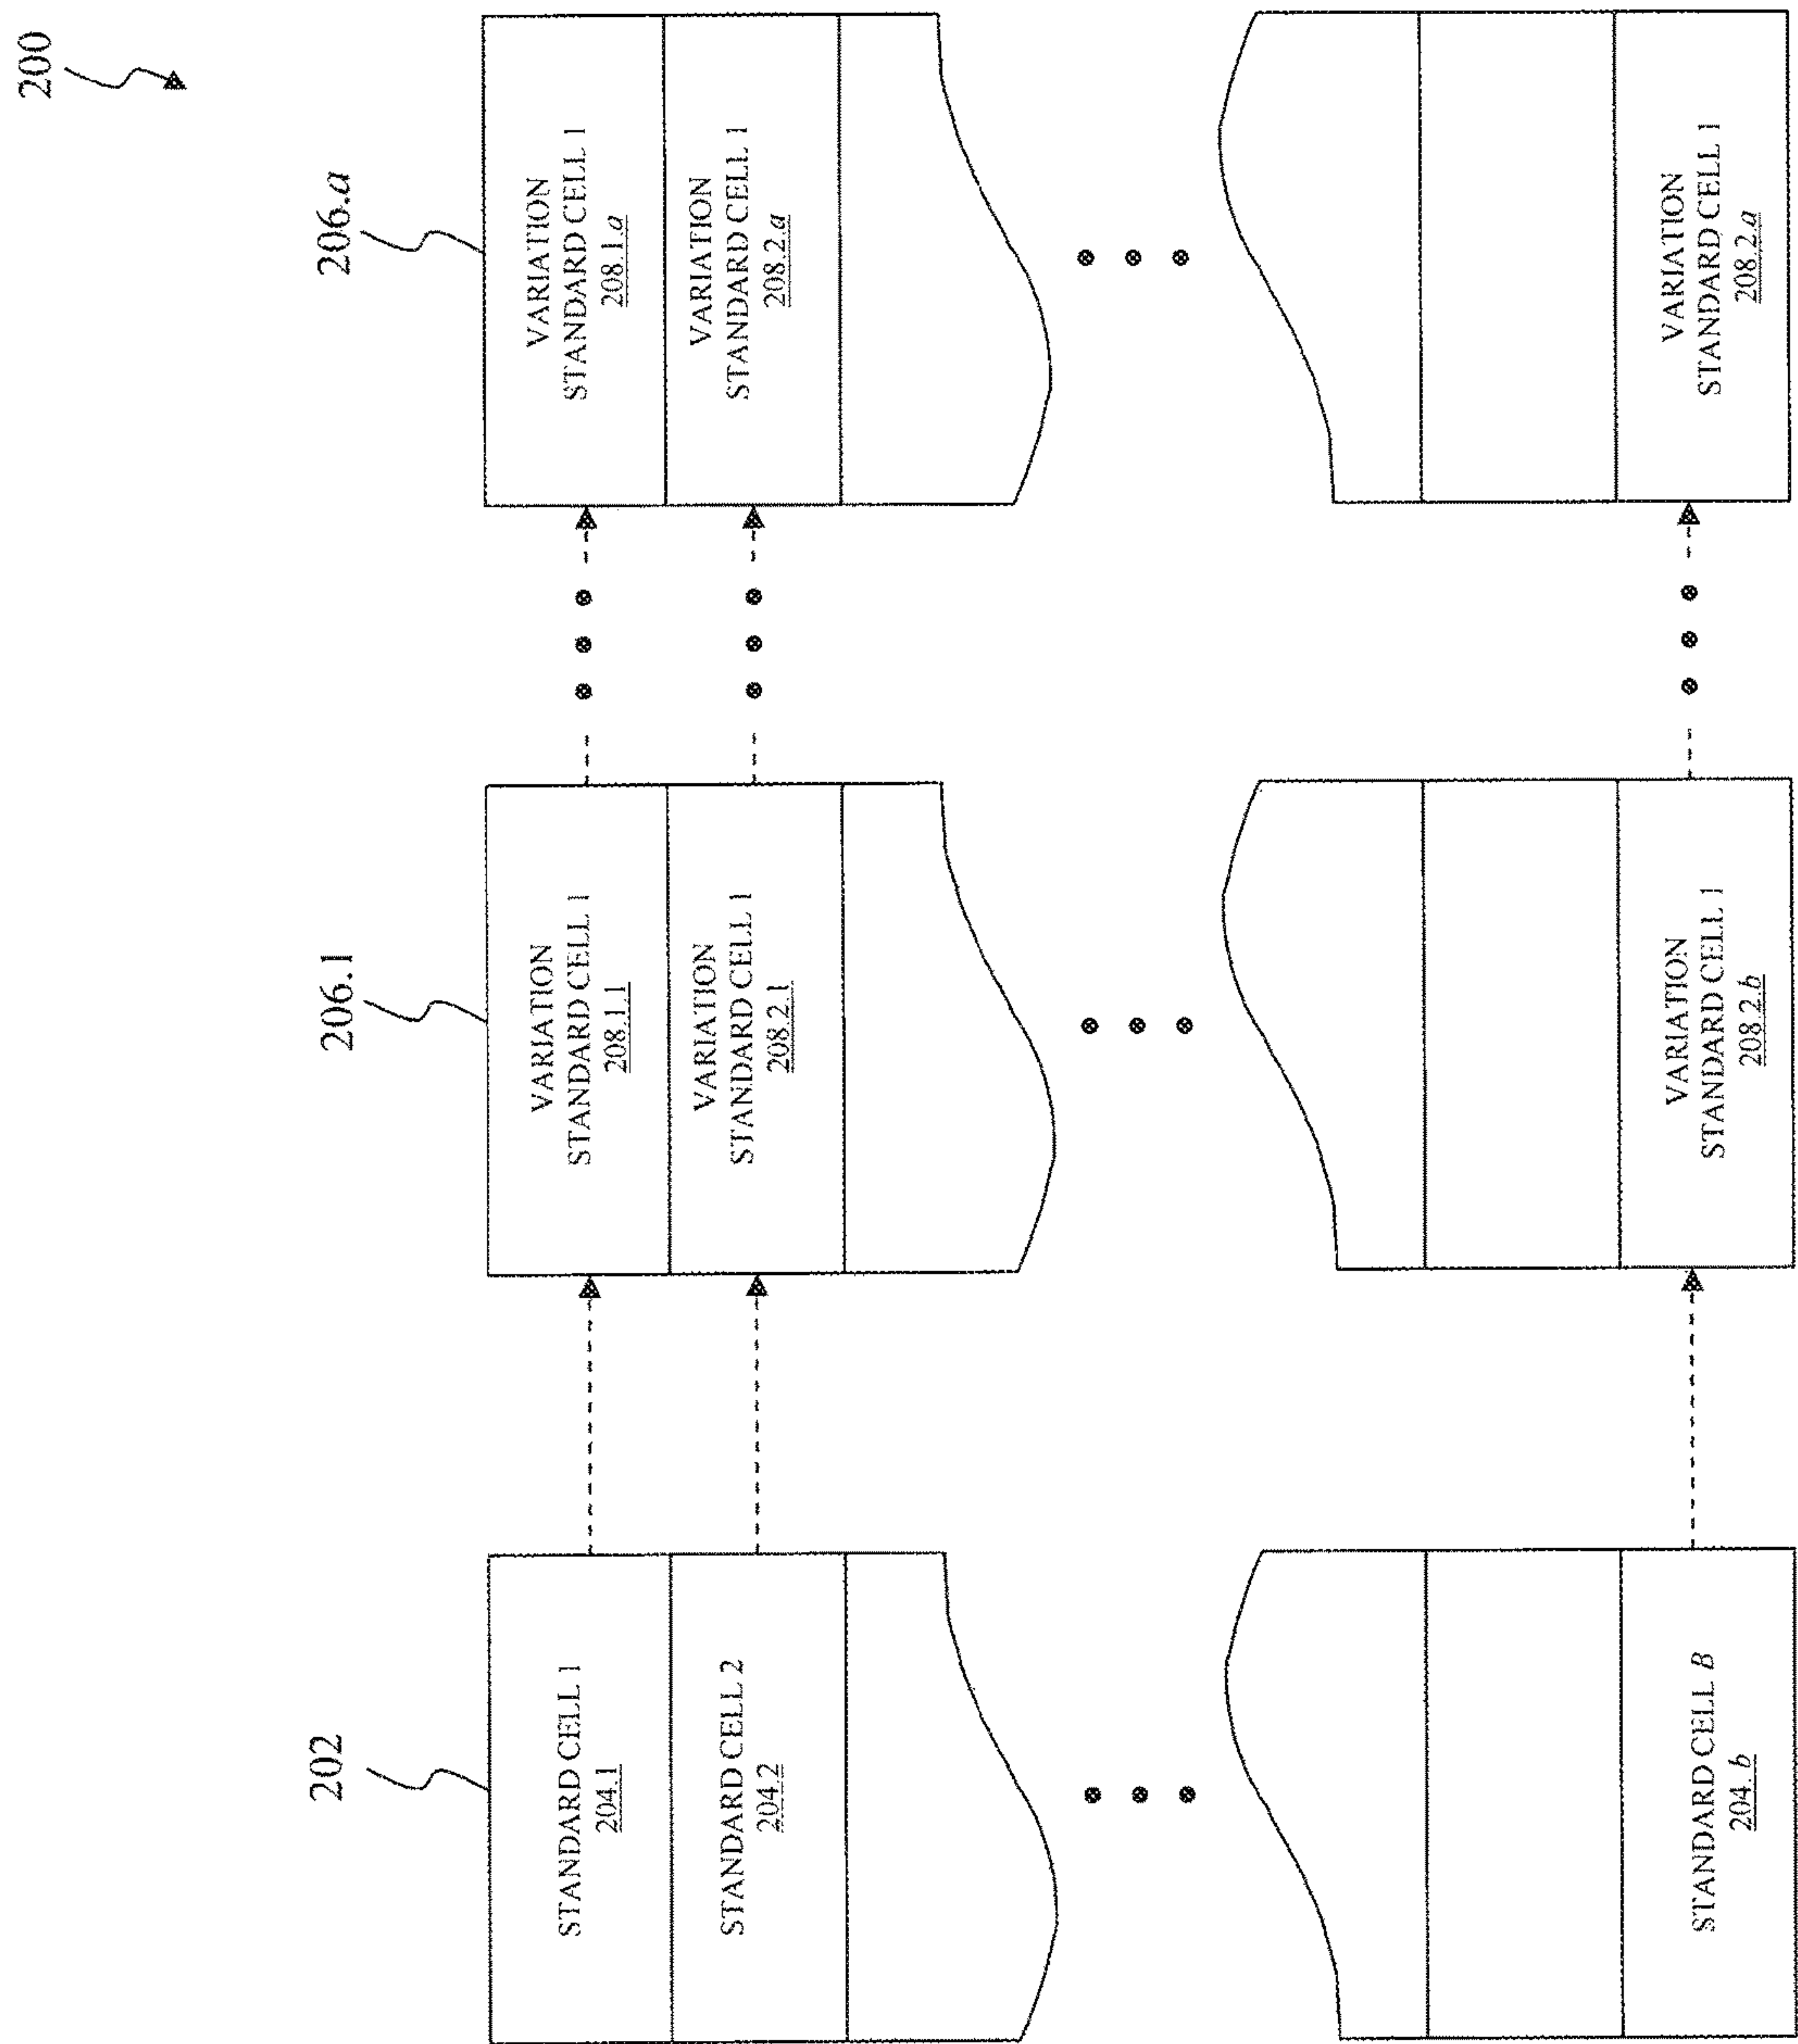 200
202
STANDARD CELL 1
204.1
STANDARD CELL 2
204.2
STANDARD CELL B
204.b
206.1
VARIATION
STANDARD CELL 1
208.1.1
VARIATION
STANDARD CELL 1
208.2.1
VARIATION
STANDARD CELL 1
208.2.b
206.a
VARIATION
STANDARD CELL 1
208.1.a
VARIATION
STANDARD CELL 1
208.2.a
VARIATION
STANDARD CELL 1
208.2.a